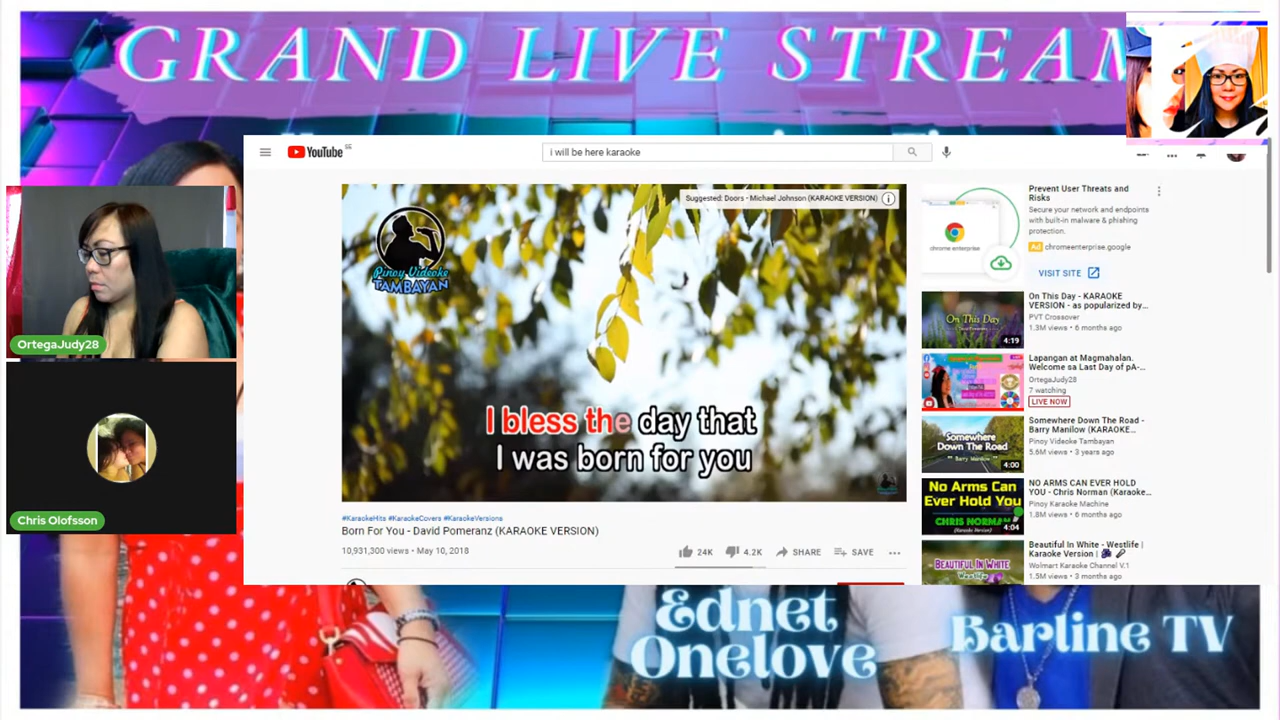 GRAND LIVE STREAM
YouTube SE
i will be here karaoke
Suggested: Doors - Michael Johnson (KARAOKE VERSION)
Pinoy Videoke
TAMBAYAN
I bless the day that
I was born for you
#KaraokeHits #KaraokeCovers #KaraokeVersions
Born For You - David Pomeranz (KARAOKE VERSION)
10,931,300 views • May 10, 2018
24K
4.2K
SHARE
SAVE
Prevent User Threats and
Risks
Secure your network and endpoints
with built-in malware & phishing
protection.
Ad chromeenterprise.google
VISIT SITE
chrome enterprise
On This Day
4:19
On This Day - KARAOKE
VERSION - as popularized by...
PVT Crossover
1.3M views • 6 months ago
Lapangan at Magmahalan.
Welcome sa Last Day of pA-...
OrtegaJudy28
7 watching
LIVE NOW
Somewhere
Down The Road
Barry Manilow
4:00
Somewhere Down The Road -
Barry Manilow (KARAOKE...
Pinoy Videoke Tambayan
5.6M views • 3 years ago
No Arms Can
Ever Hold You
CHRIS NORMAN
4:04
NO ARMS CAN EVER HOLD
YOU - Chris Norman (Karaoke...
Pinoy Karaoke Machine
1.8M views • 6 months ago
BEAUTIFUL IN WHITE
Westlife
Beautiful In White - Westlife |
Karaoke Version |
Wolmart Karaoke Channel V.1
1.5M views • 3 months ago
OrtegaJudy28
Chris Olofsson
Ednet
Onelove
Barline TV